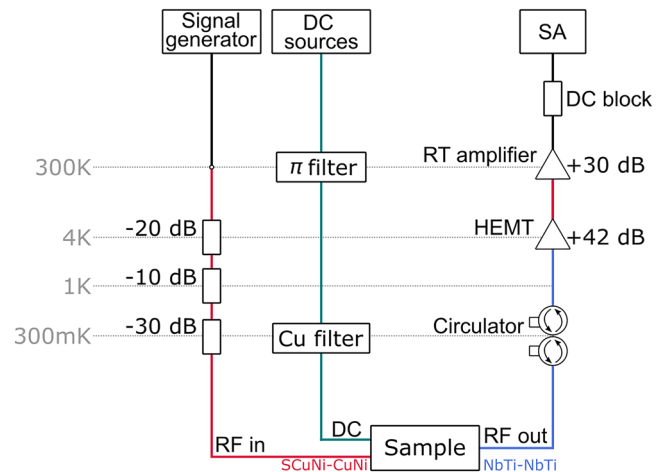 Signal
generator
DC
sources
SA
DC block
300K
π filter
RT amplifier
+30 dB
4K
-20 dB
HEMT
+42 dB
1K
-10 dB
300mK
-30 dB
Cu filter
Circulator
RF in
DC
Sample
RF out
SCuNi-CuNi
NbTi-NbTi